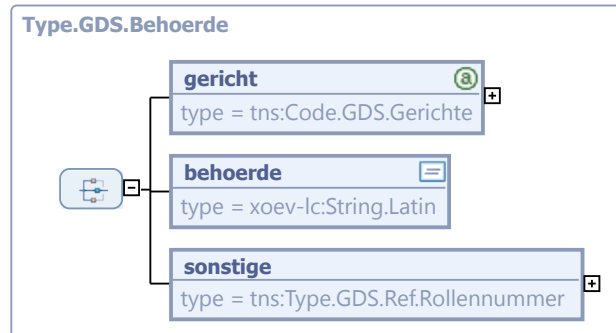 Type.GDS.Behoerde
gericht
type = tns:Code.GDS.Gerichte
behoerde
type = xoev-lc:String.Latin
sonstige
type = tns:Type.GDS.Ref.Rollennummer